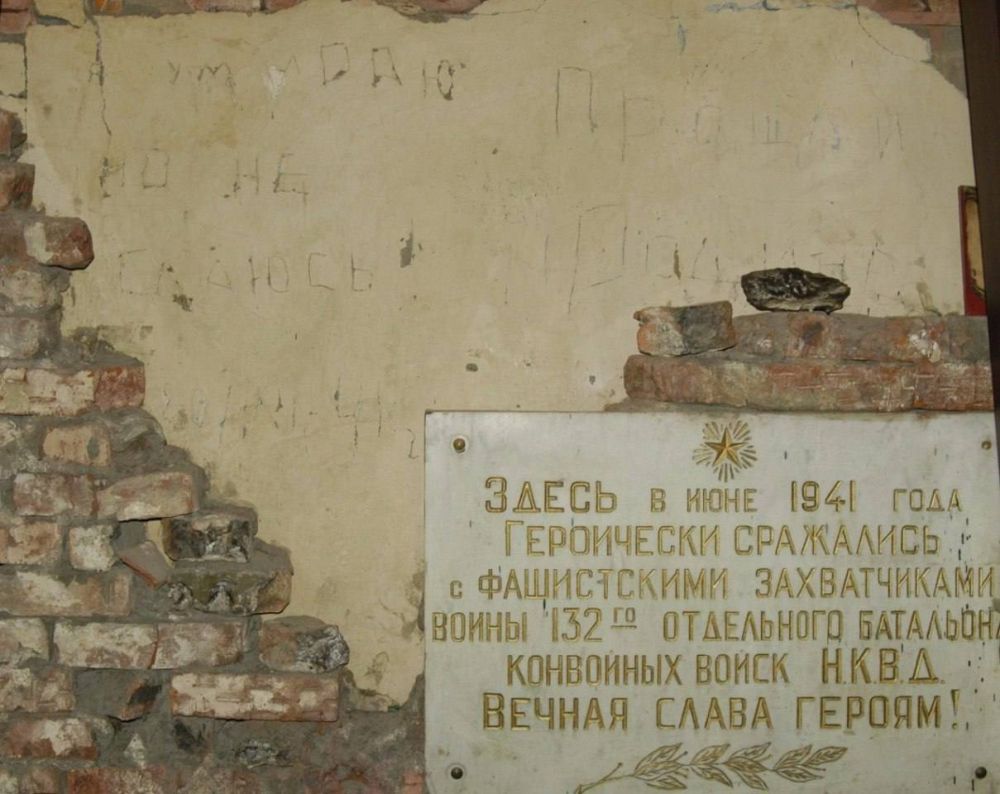 Я умираю
но не
сдаюсь
Прощай
Родина
ЗДЕСЬ В ИЮНЕ 1941 ГОДА
ГЕРОИЧЕСКИ СРАЖАЛИСЬ
С ФАШИСТСКИМИ ЗАХВАТЧИКАМИ
ВОИНЫ 132ГО ОТДЕЛЬНОГО БАТАЛЬОНА
КОНВОЙНЫХ ВОЙСК Н.К.В.Д.
ВЕЧНАЯ СЛАВА ГЕРОЯМ!